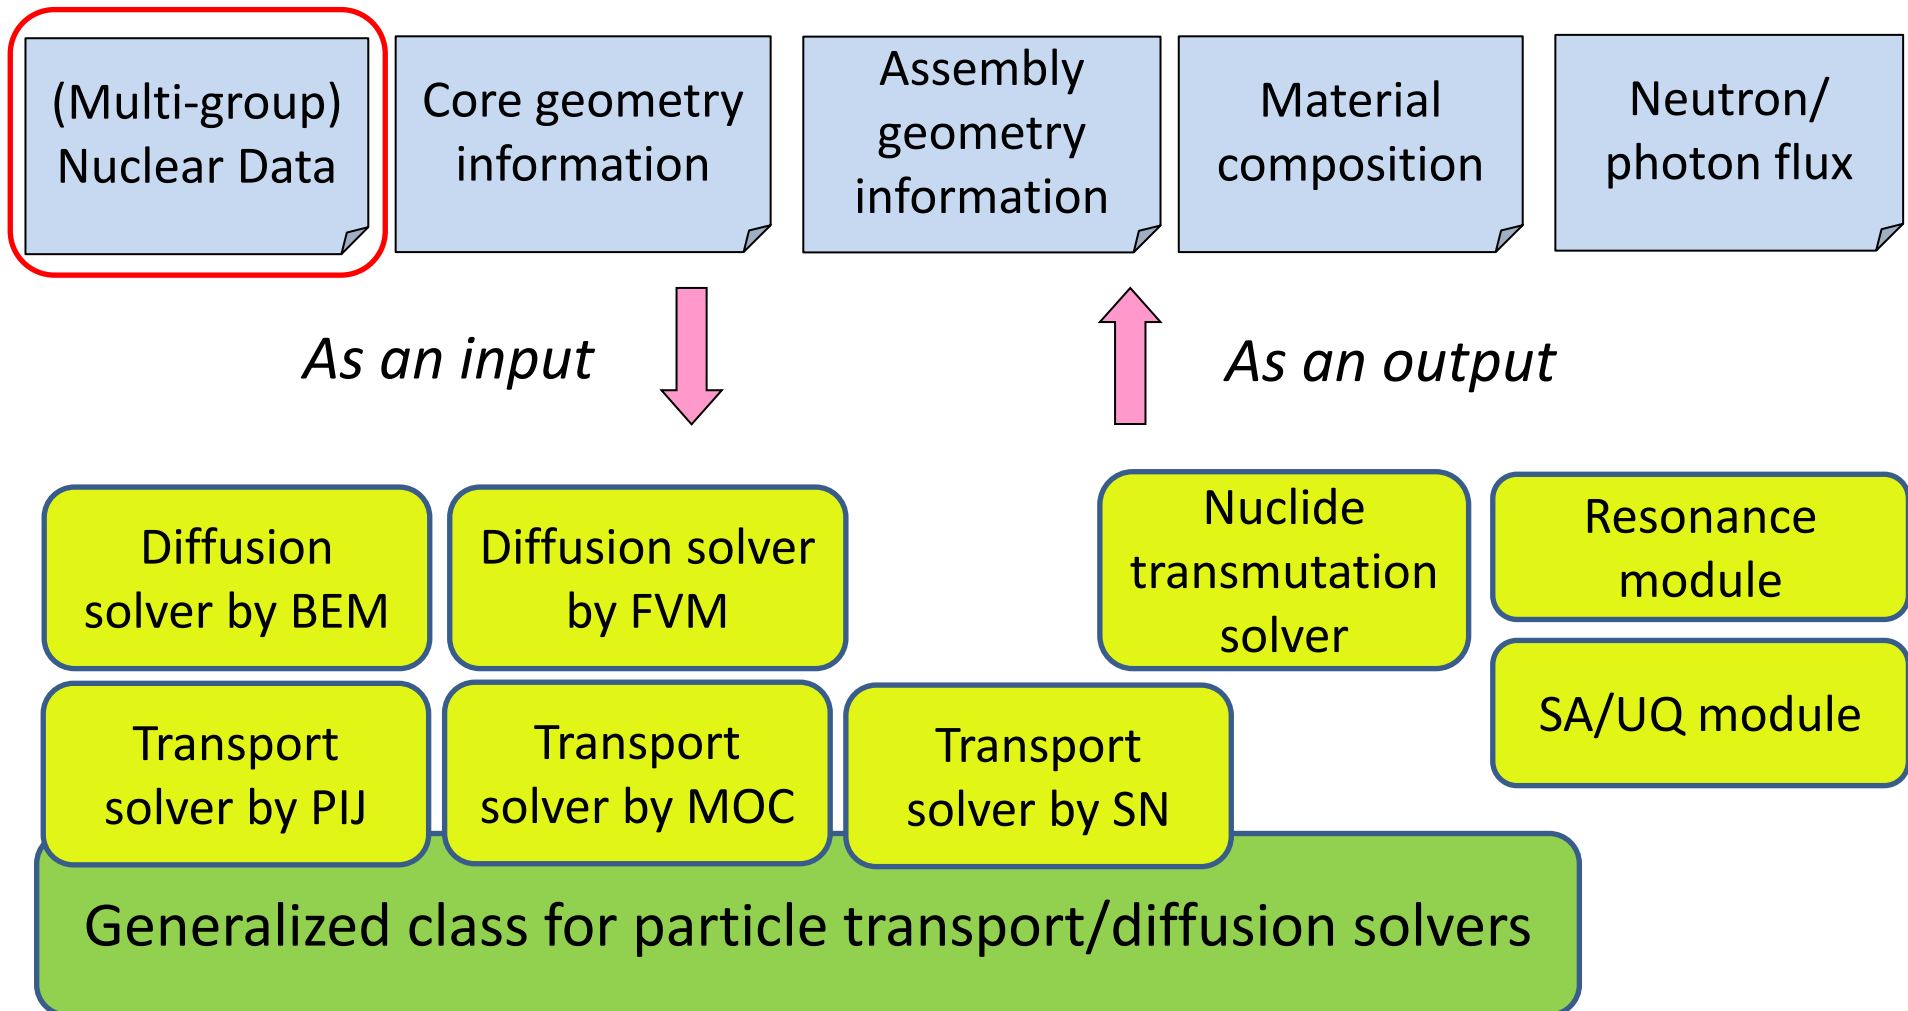 (Multi-group)
Nuclear Data
Core geometry
information
Assembly
geometry
information
Material
composition
Neutron/
photon flux
As an input
As an output
Diffusion
solver by BEM
Diffusion solver
by FVM
Nuclide
transmutation
solver
Resonance
module
Transport
solver by PIJ
Transport
solver by MOC
Transport
solver by SN
SA/UQ module
Generalized class for particle transport/diffusion solvers